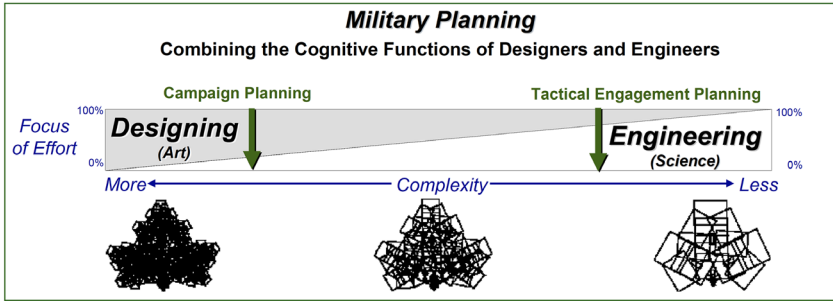 Military Planning
Combining the Cognitive Functions of Designers and Engineers
Campaign Planning
Tactical Engagement Planning
100%
100%
Focus
of Effort
Designing
(Art)
Engineering
(Science)
0%
0%
More
Complexity
Less